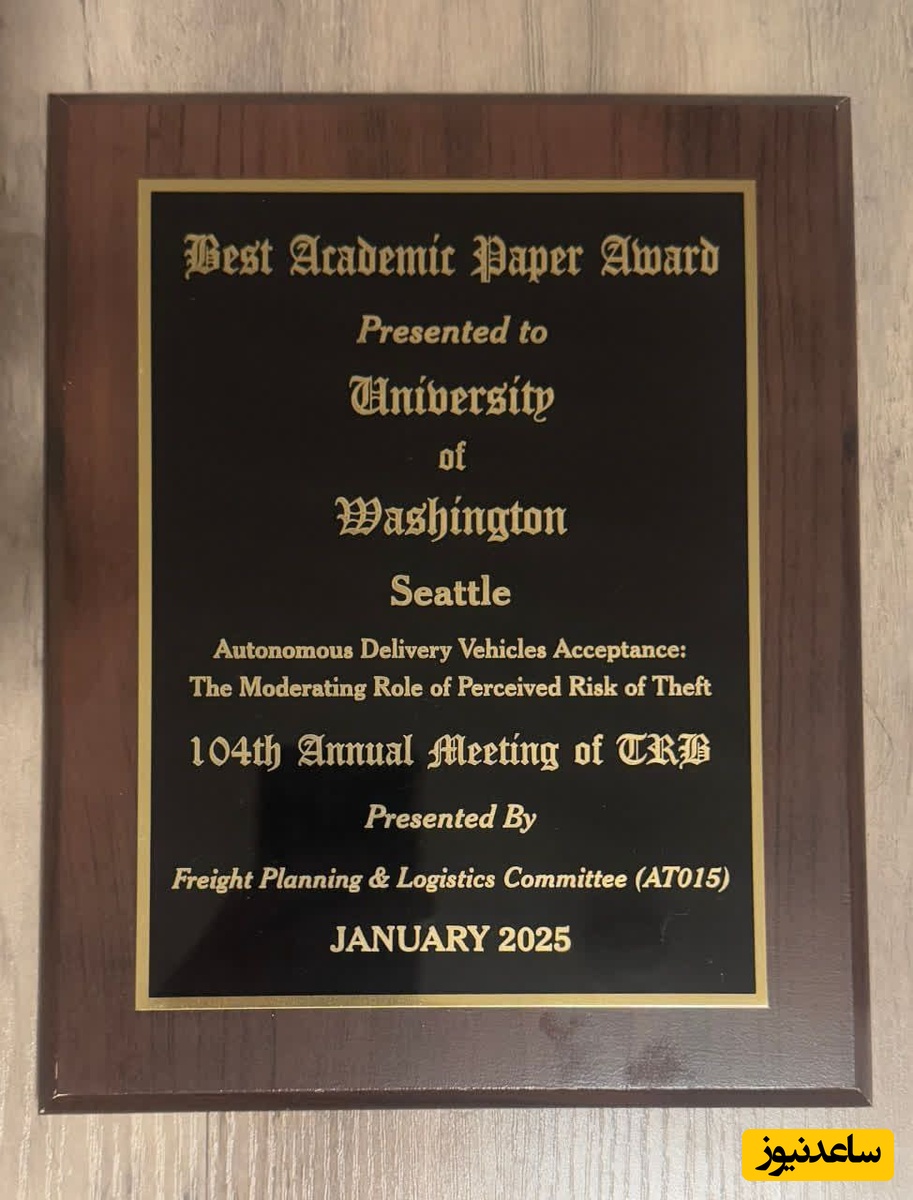 Best Academic Paper Award
Presented to
University
of
Washington
Seattle
Autonomous Delivery Vehicles Acceptance:
The Moderating Role of Perceived Risk of Theft
104th Annual Meeting of TRB
Presented By
Freight Planning & Logistics Committee (AT015)
JANUARY 2025
ساعدنیوز